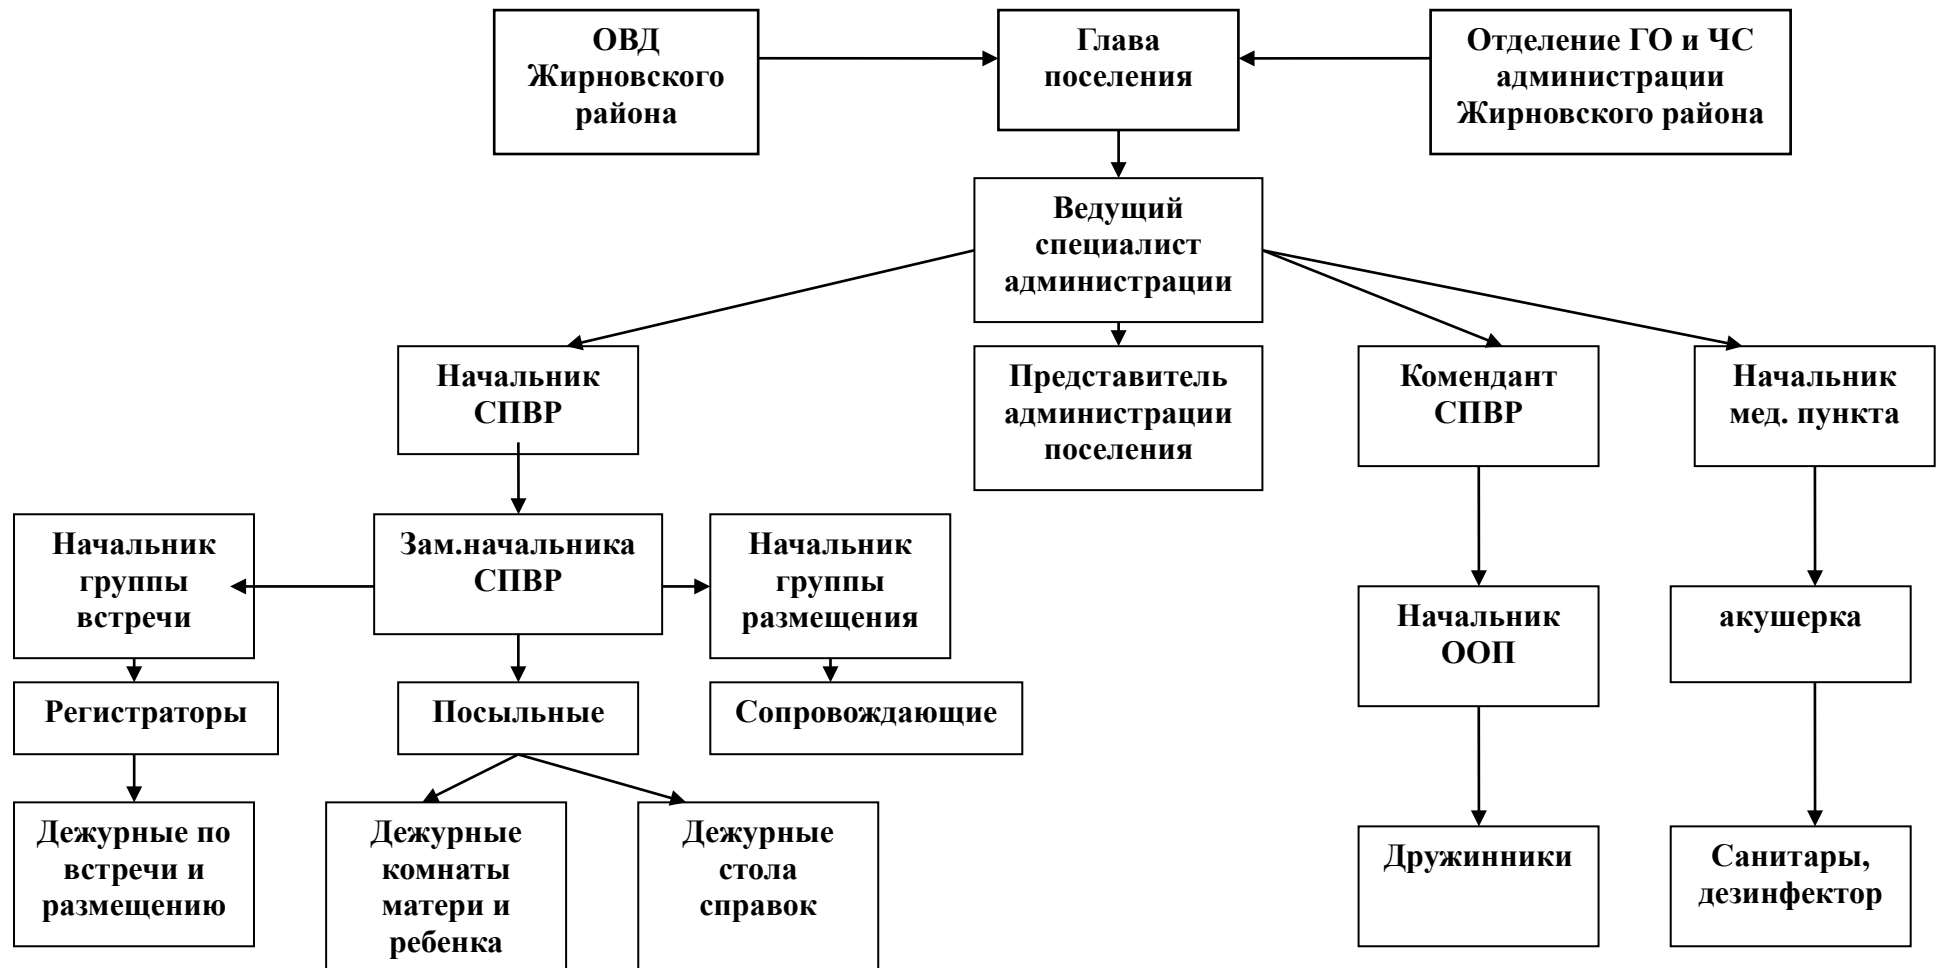 ОВД
Жирновского
района
Глава
поселения
Отделение ГО и ЧС
администрации
Жирновского района
Ведущий
специалист
администрации
Начальник
СПВР
Представитель
администрации
поселения
Комендант
СПВР
Начальник
мед. пункта
Начальник
группы
встречи
Зам.начальника
СПВР
Начальник
группы
размещения
Начальник
ООП
акушерка
Регистраторы
Посыльные
Сопровождающие
Дежурные по
встречи и
размещению
Дежурные
комнаты
матери и
ребенка
Дежурные
стола
справок
Дружинники
Санитары,
дезинфектор